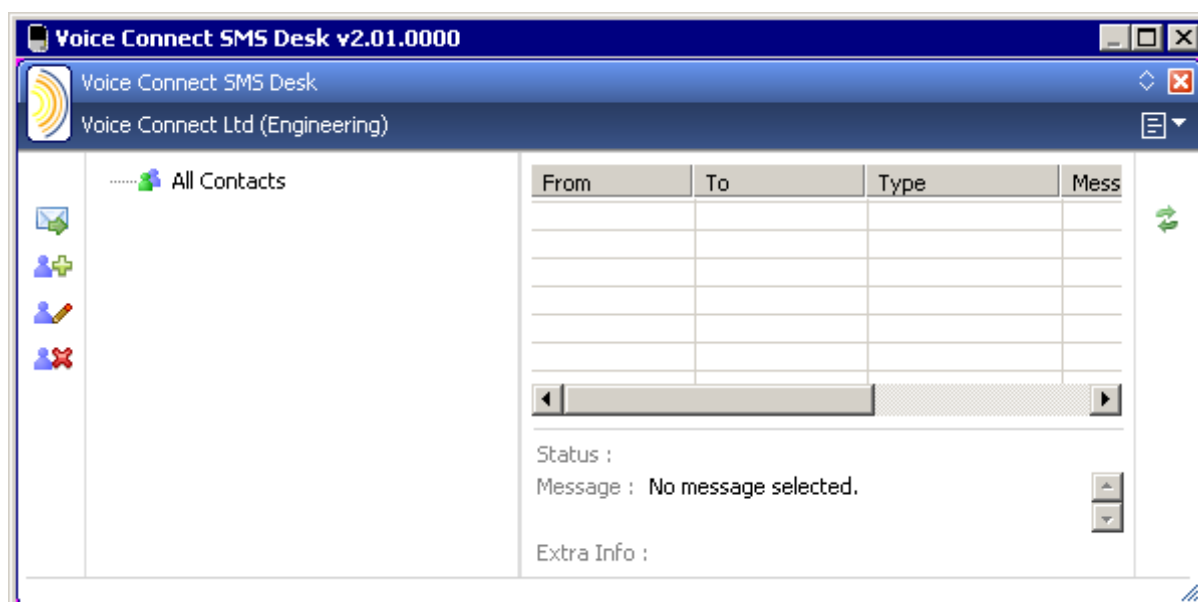 Voice Connect SMS Desk v2.01.0000
Voice Connect SMS Desk
Voice Connect Ltd (Engineering)
All Contacts
From To Type Mess
Status :
Message : No message selected.
Extra Info :